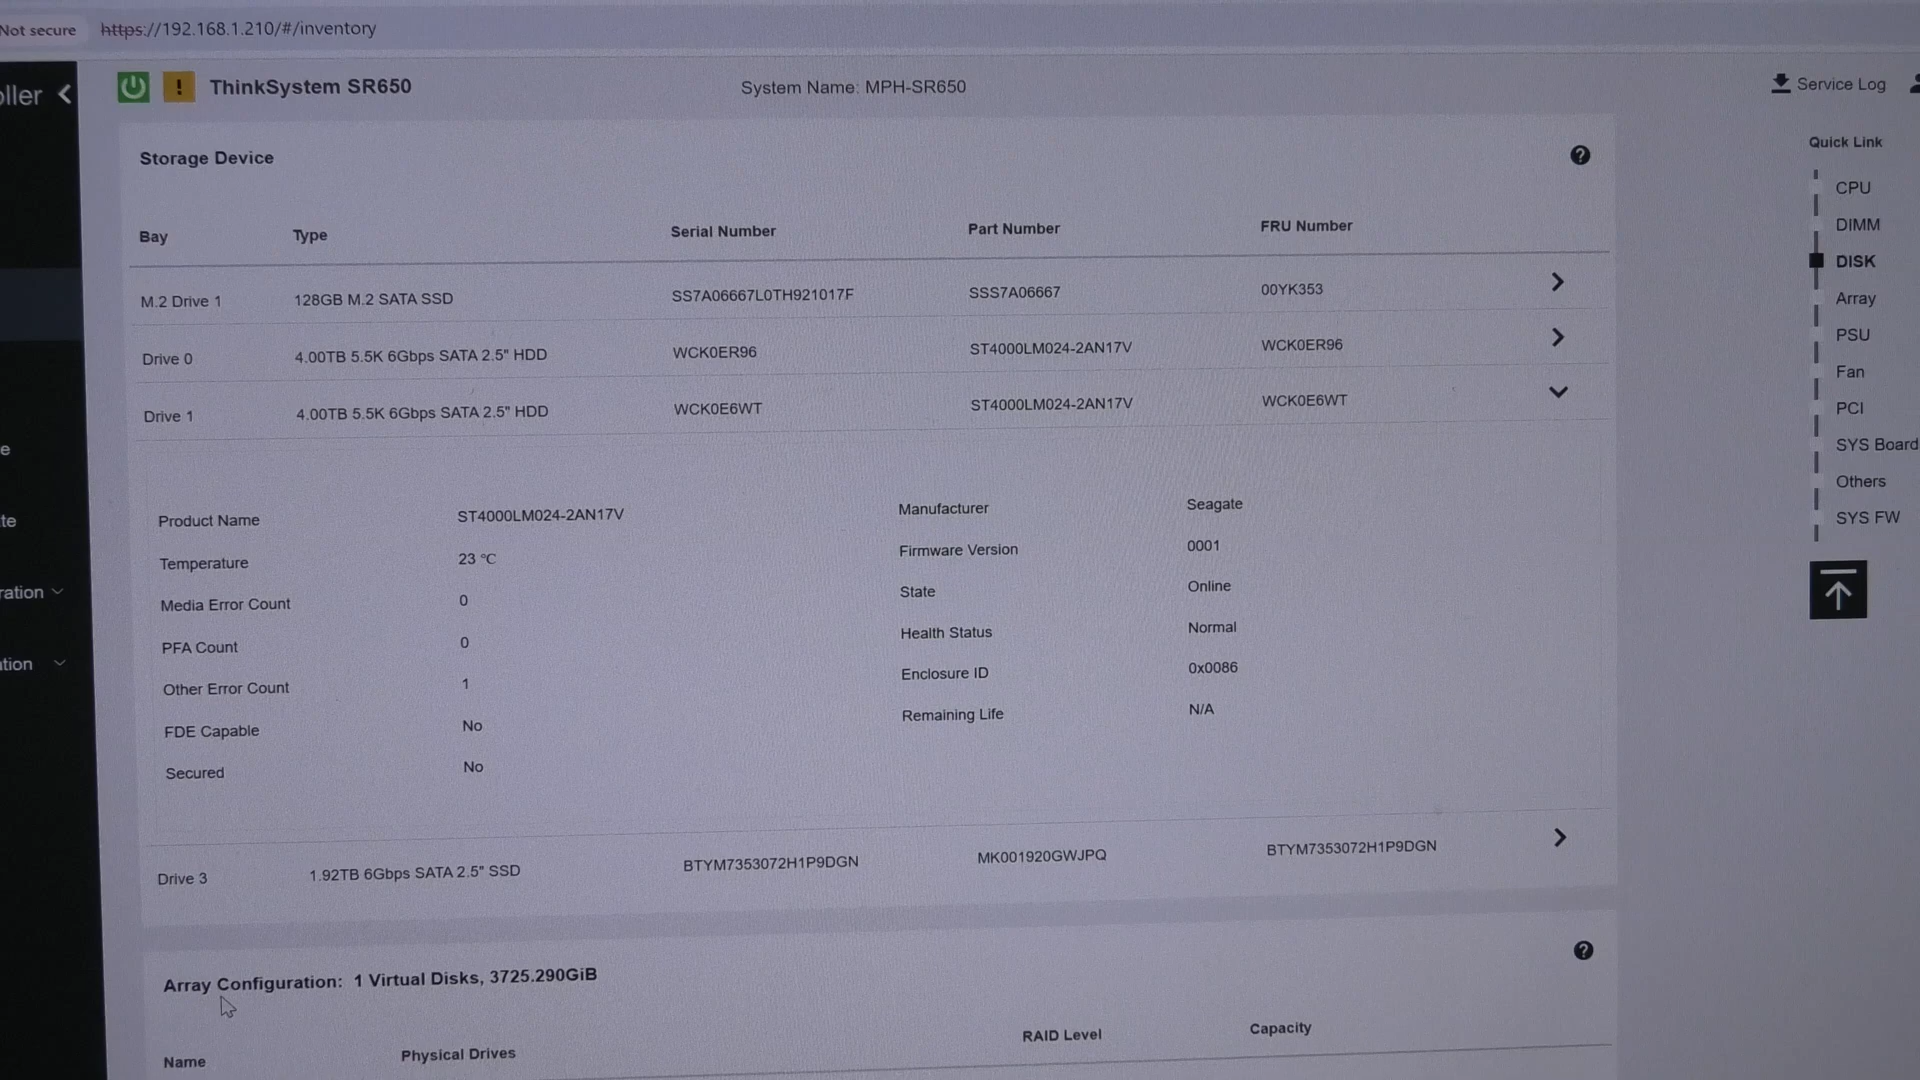 Not secure https://192.168.1.210/#/inventory
oller
ThinkSystem SR650
System Name: MPH-SR650
Service Log
Storage Device
Bay Type Serial Number Part Number FRU Number
M.2 Drive 1 128GB M.2 SATA SSD SS7A06667L0TH921017F SSS7A06667 00YK353
Drive 0 4.00TB 5.5K 6Gbps SATA 2.5" HDD WCK0ER96 ST4000LM024-2AN17V WCK0ER96
Drive 1 4.00TB 5.5K 6Gbps SATA 2.5" HDD WCK0E6WT ST4000LM024-2AN17V WCK0E6WT
Product Name ST4000LM024-2AN17V
Temperature 23 °C
Media Error Count 0
PFA Count 0
Other Error Count 1
FDE Capable No
Secured No
Manufacturer Seagate
Firmware Version 0001
State Online
Health Status Normal
Enclosure ID 0x0086
Remaining Life N/A
Drive 3 1.92TB 6Gbps SATA 2.5" SSD BTYM7353072H1P9DGN MK001920GWJPQ BTYM7353072H1P9DGN
Array Configuration: 1 Virtual Disks, 3725.290GiB
Name Physical Drives RAID Level Capacity
Quick Link
CPU
DIMM
DISK
Array
PSU
Fan
PCI
SYS Board
Others
SYS FW
e
te
ration
ation